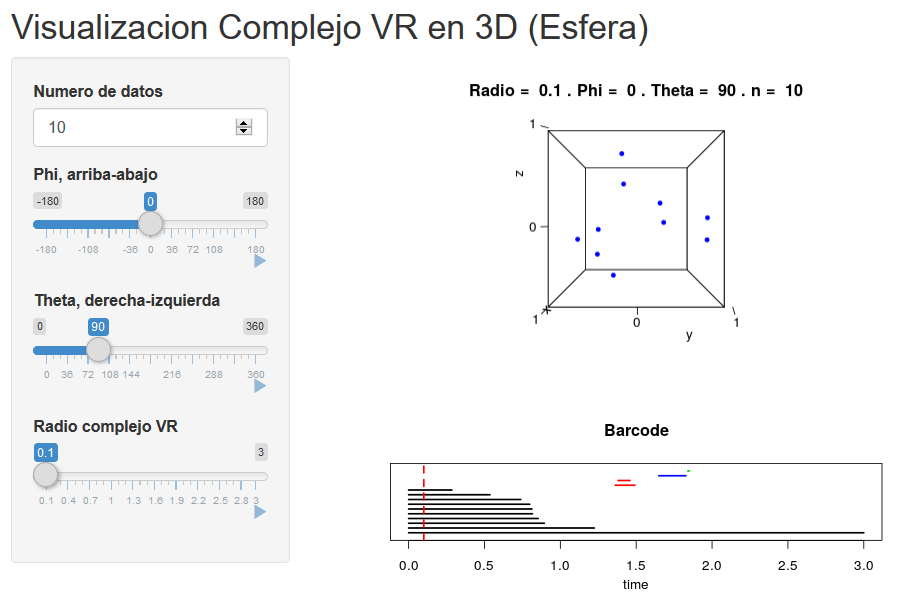 Visualizacion Complejo VR en 3D (Esfera)
Numero de datos
10
Phi, arriba-abajo
-180 0 180
-180 -108 -36 0 36 72 108 180
Theta, derecha-izquierda
0 90 360
0 36 72 108 144 216 288 360
Radio complejo VR
0.1 3
0.1 0.4 0.7 1 1.3 1.6 1.9 2.2 2.5 2.8 3
Radio = 0.1 . Phi = 0 . Theta = 90 . n = 10
1
z
0
1
0
1
y
Barcode
0.0 0.5 1.0 1.5 2.0 2.5 3.0
time